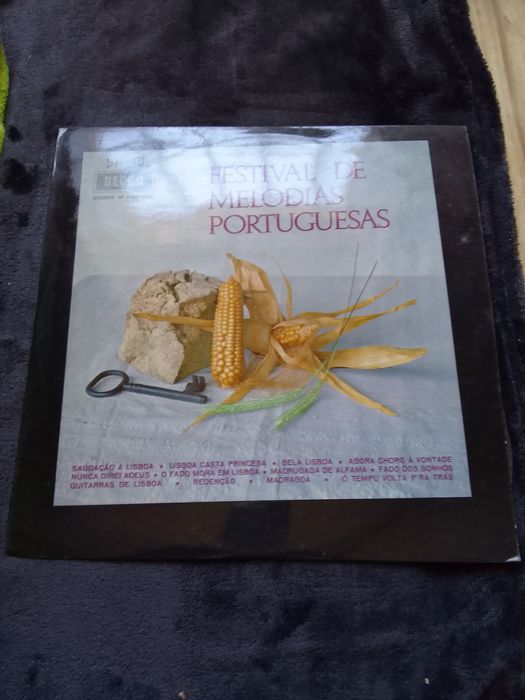 STEREO
DECCA
FESTIVAL DE
MELODIAS
PORTUGUESAS
SAUDAÇÃO A LISBOA • LISBOA CASTA PRINCESA • BELA LISBOA • AGORA CHORO À VONTADE
NUNCA DIREI ADEUS • O FADO MORA EM LISBOA • MADRUGADA DE ALFAMA • FADO DOS SONHOS
GUITARRAS DE LISBOA • REDENÇÃO • MADRAGOA • Ó TEMPO VOLTA P'RA TRÁS